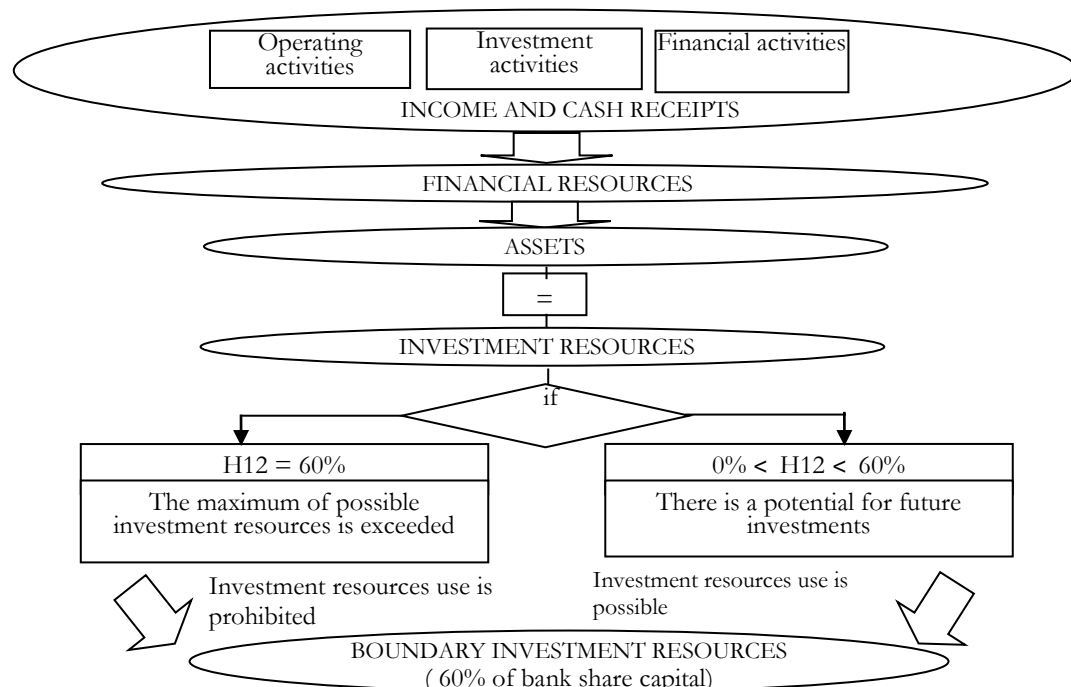 Operating
activities
Investment
activities
Financial activities
INCOME AND CASH RECEIPTS
FINANCIAL RESOURCES
ASSETS
=
INVESTMENT RESOURCES
if
H12 = 60%
The maximum of possible
investment resources is exceeded
0% < H12 < 60%
There is a potential for future
investments
Investment resources use is
prohibited
Investment resources use is
possible
BOUNDARY INVESTMENT RESOURCES
( 60% of bank share capital)